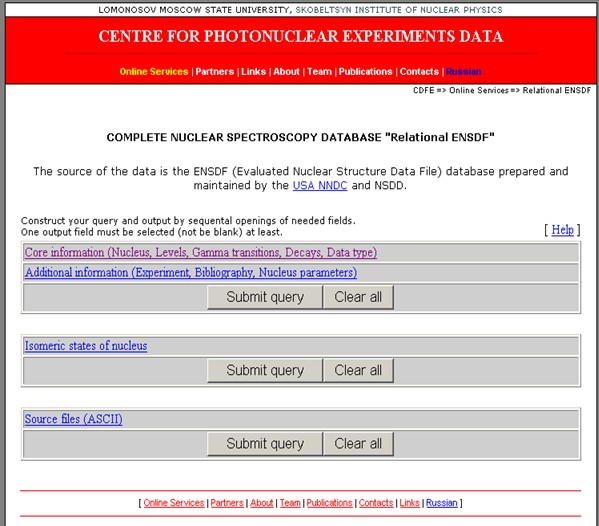 LOMONOSOV MOSCOW STATE UNIVERSITY, SKOBELTSYN INSTITUTE OF NUCLEAR PHYSICS
CENTRE FOR PHOTONUCLEAR EXPERIMENTS DATA
Online Services | Partners | Links | About | Team | Publications | Contacts | Russian
CDFE => Online Services => Relational ENSDF
COMPLETE NUCLEAR SPECTROSCOPY DATABASE "Relational ENSDF"
The source of the data is the ENSDF (Evaluated Nuclear Structure Data File) database prepared and
maintained by the USA NNDC and NSDD.
Construct your query and output by sequental openings of needed fields.
One output field must be selected (not be blank) at least.
[ Help ]
Core information (Nucleus, Levels, Gamma transitions, Decays, Data type)
Additional information (Experiment, Bibliography, Nucleus parameters)
Submit query Clear all
Isomeric states of nucleus
Submit query Clear all
Source files (ASCII)
Submit query Clear all
[ Online Services | Partners | About | Team | Publications | Contacts | Links | Russian ]